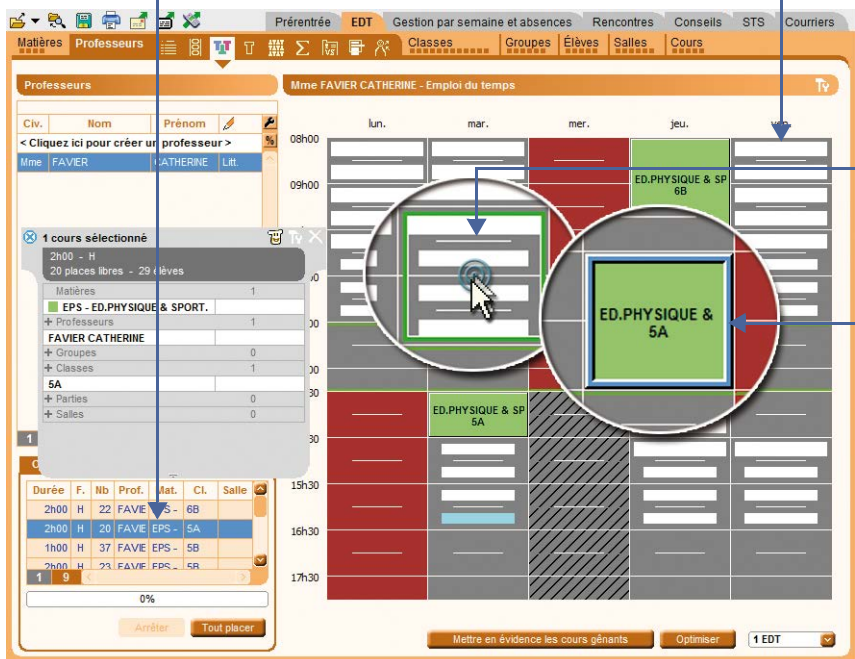 Prérentrée EDT Gestion par semaine et absences Rencontres Conseils STS Courriers
Matières Professeurs Classes Groupes Élèves Salles Cours
Professeurs
Civ. Nom Prénom
< Cliquez ici pour créer un professeur >
Mme FAVIER CATHERINE Litt.
1 cours sélectionné
2h00 - H
20 places libres - 29 élèves
Matières 1
EPS - ED.PHYSIQUE & SPORT.
+ Professeurs 1
FAVIER CATHERINE
+ Groupes 0
+ Classes 1
5A
+ Parties 0
+ Salles 0
1
Durée F. Nb Prof. Mat. Cl. Salle
2h00 H 22 FAVIE EPS - 6B
2h00 H 20 FAVIE EPS - 5A
1h00 H 37 FAVIE EPS - 5B
2h00 H 23 FAVIE EPS - 5B
1 9
0%
Arrêter Tout placer
Mme FAVIER CATHERINE - Emploi du temps
lun. mar. mer. jeu. ven.
08h00
09h00
ED.PHYSIQUE & SP
6B
ED.PHYSIQUE &
5A
ED.PHYSIQUE & SP
5A
15h30
16h30
17h30
Mettre en évidence les cours gênants Optimiser 1 EDT